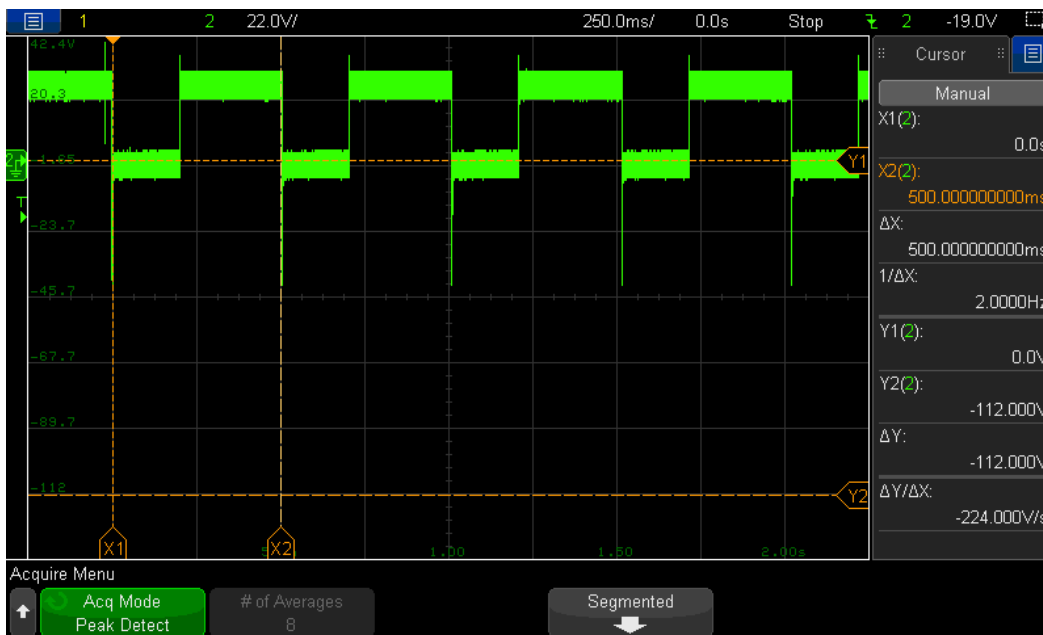 1 2 22.0V/ 250.0ms/ 0.0s Stop 2 -19.0V
42.4V
20.3
-1.65
-23.7
-45.7
-67.7
-89.7
-112
2
T
Y1
Y2
X1
X2
1.00
1.50
2.00s
Cursor
Manual
X1(2):
0.0s
X2(2):
500.000000000ms
ΔX:
500.000000000ms
1/ΔX:
2.0000Hz
Y1(2):
0.0V
Y2(2):
-112.000V
ΔY:
-112.000V
ΔY/ΔX:
-224.000V/s
Acquire Menu
Acq Mode
Peak Detect
# of Averages
8
Segmented